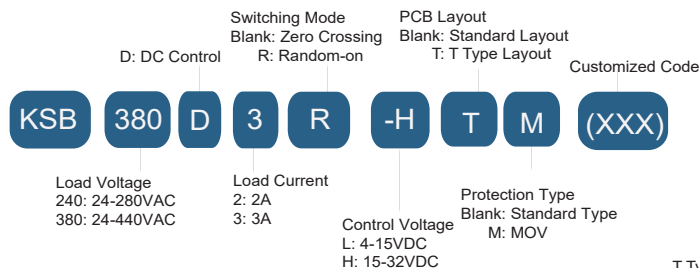 Switching Mode
Blank: Zero Crossing
R: Random-on
PCB Layout
Blank: Standard Layout
T: T Type Layout
D: DC Control
Customized Code
KSB 380 D 3 R -H T M (XXX)
Load Voltage
240: 24-280VAC
380: 24-440VAC
Load Current
2: 2A
3: 3A
Control Voltage
L: 4-15VDC
H: 15-32VDC
Protection Type
Blank: Standard Type
M: MOV